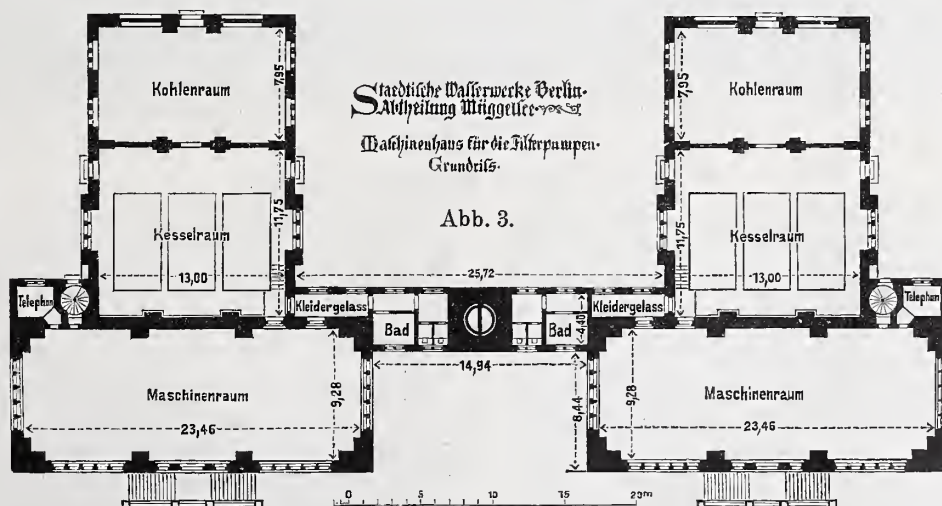 Kohlenraum
7,95
Staedtische Wasserwerke Berlin.
Abtheilung Müggelsee
Maschinenhaus für die Filterpumpen.
Grundriss.
Abb. 3.
Kohlenraum
7,95
Kesselraum
11,75
13,00
Kesselraum
11,75
13,00
25,72
Telephon
Kleidergelass
Bad
Bad
4,40
Kleidergelass
Telephon
Maschinenraum
9,28
23,46
14,94
8,44
Maschinenraum
9,28
23,46
0 5 10 15 20m